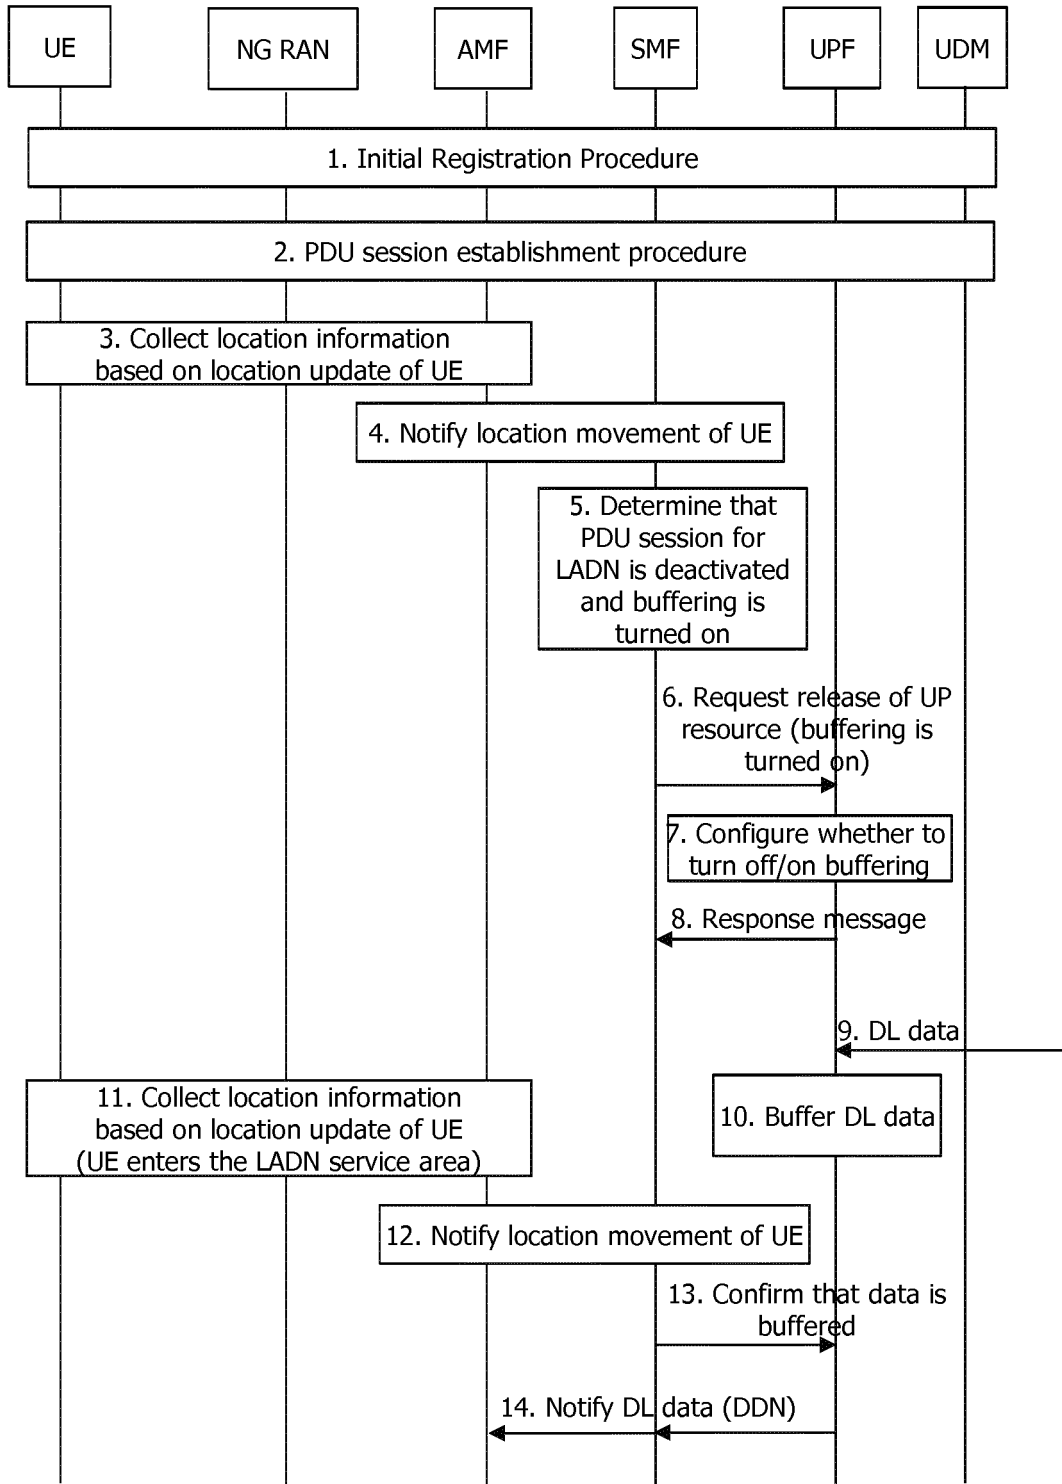 UE
NG RAN
AMF
SMF
UPF
UDM
1. Initial Registration Procedure
2. PDU session establishment procedure
3. Collect location information
based on location update of UE
4. Notify location movement of UE
5. Determine that
PDU session for
LADN is deactivated
and buffering is
turned on
6. Request release of UP
resource (buffering is
turned on)
7. Configure whether to
turn off/on buffering
8. Response message
9. DL data
10. Buffer DL data
11. Collect location information
based on location update of UE
(UE enters the LADN service area)
12. Notify location movement of UE
13. Confirm that data is
buffered
14. Notify DL data (DDN)